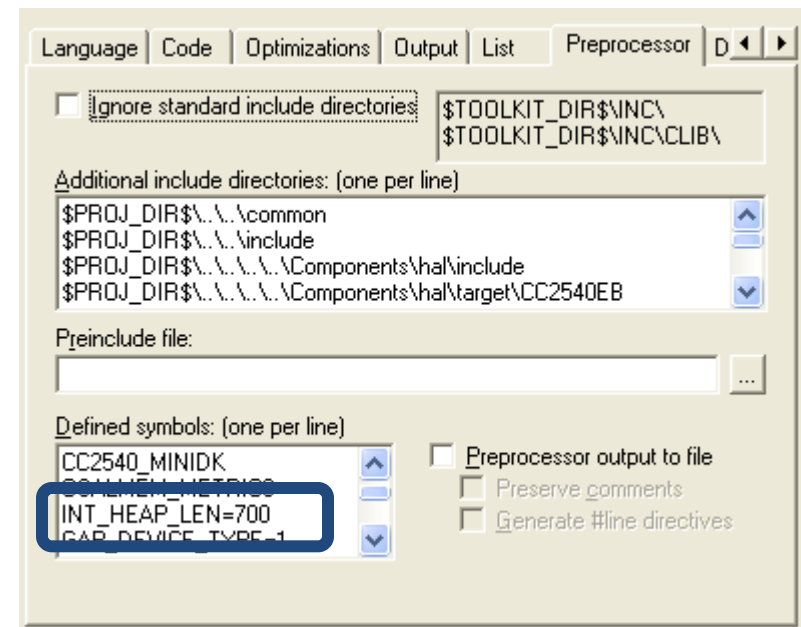 Language Code Optimizations Output List Preprocessor D
Ignore standard include directories
$TOOLKIT_DIR$\INC\
$TOOLKIT_DIR$\INC\CLIB\
Additional include directories: (one per line)
$PROJ_DIR$\..\..\common
$PROJ_DIR$\..\..\include
$PROJ_DIR$\..\..\..\..\Components\hal\include
$PROJ_DIR$\..\..\..\..\Components\hal\target\CC2540EB
Preinclude file:
...
Defined symbols: (one per line)
CC2540_MINIDK
INT_HEAP_LEN=700
GAP_DEVICE_TYPE=1
Preprocessor output to file
Preserve comments
Generate #line directives